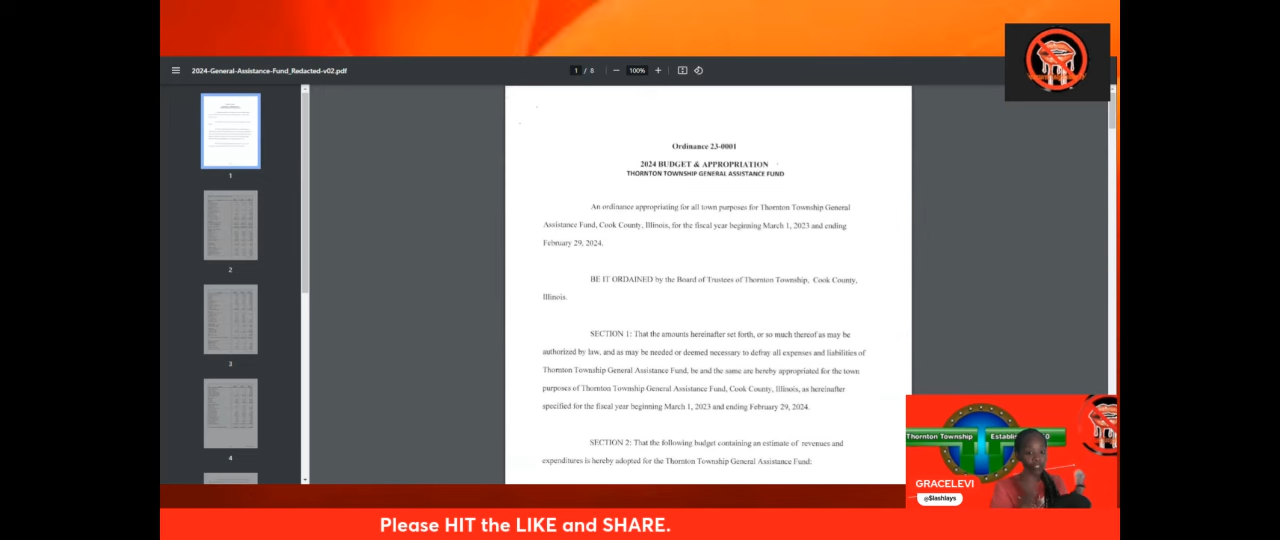 2024-General-Assistance-Fund_Redacted-v02.pdf
1 / 8
100%
1
2
3
4
Ordinance 23-0001
2024 BUDGET & APPROPRIATION
THORNTON TOWNSHIP GENERAL ASSISTANCE FUND
An ordinance appropriating for all town purposes for Thornton Township General
Assistance Fund, Cook County, Illinois, for the fiscal year beginning March 1, 2023 and ending
February 29, 2024.
BE IT ORDAINED by the Board of Trustees of Thornton Township, Cook County,
Illinois.
SECTION 1: That the amounts hereinafter set forth, or so much thereof as may be
authorized by law, and as may be needed or deemed necessary to defray all expenses and liabilities of
Thornton Township General Assistance Fund, be and the same are hereby appropriated for the town
purposes of Thornton Township General Assistance Fund, Cook County, Illinois, as hereinafter
specified for the fiscal year beginning March 1, 2023 and ending February 29, 2024.
SECTION 2: That the following budget containing an estimate of revenues and
expenditures is hereby adopted for the Thornton Township General Assistance Fund:
Thornton Township
GRACELEVI
@Slashlays
Please HIT the LIKE and SHARE.